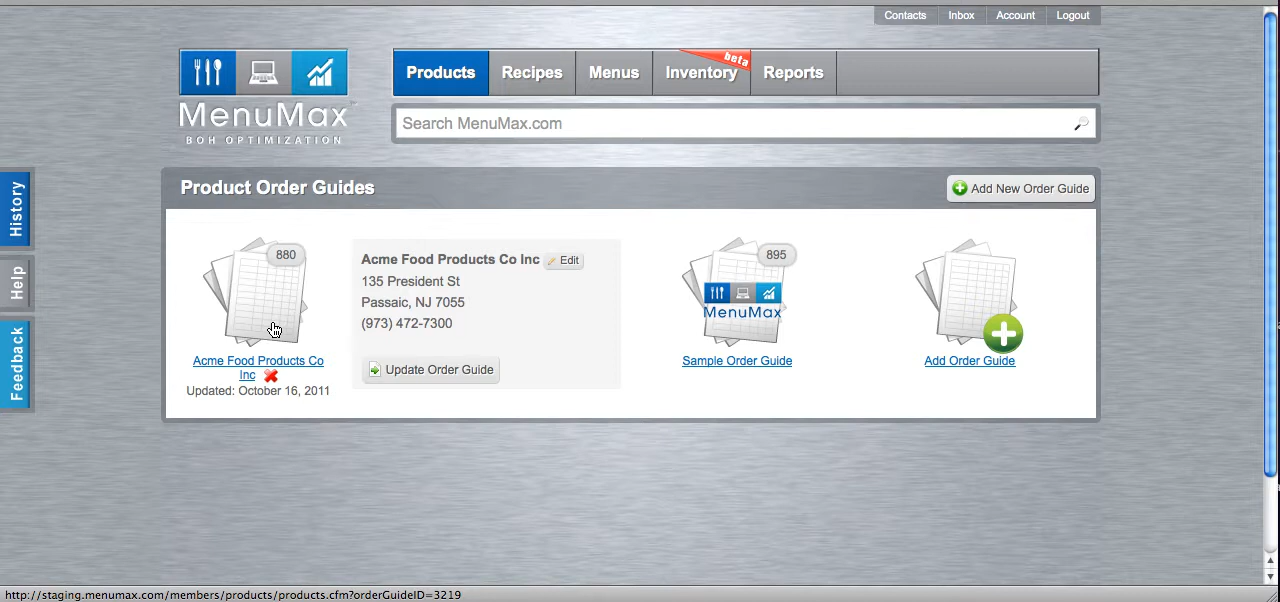 Contacts Inbox Account Logout
Products Recipes Menus Inventory beta Reports
MenuMax
BOH OPTIMIZATION
Search MenuMax.com
History
Help
Feedback
Product Order Guides
Add New Order Guide
880
Acme Food Products Co
Inc
Updated: October 16, 2011
Acme Food Products Co Inc Edit
135 President St
Passaic, NJ 7055
(973) 472-7300
Update Order Guide
895
MenuMax
Sample Order Guide
Add Order Guide
http://staging.menumax.com/members/products/products.cfm?orderGuideID=3219